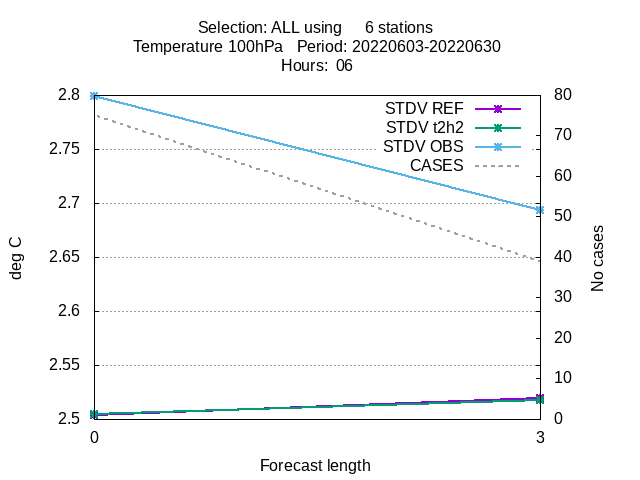 Selection: ALL using      6 stations
Temperature 100hPa   Period: 20220603-20220630
Hours:  06
STDV REF
STDV t2h2
STDV OBS
CASES
2.8
2.75
2.7
2.65
2.6
2.55
2.5
80
70
60
50
40
30
20
10
0
deg C
No cases
0
3
Forecast length